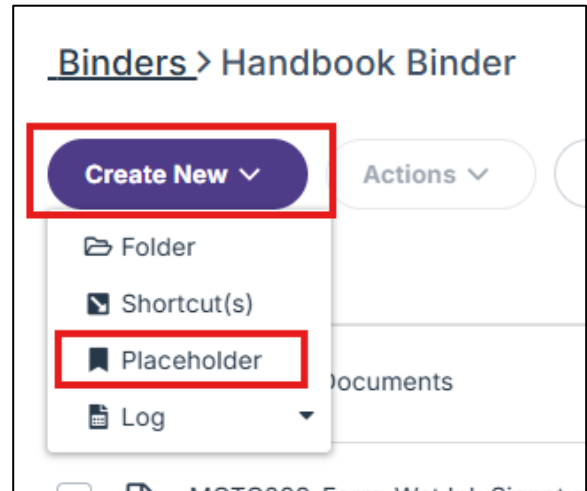 Binders > Handbook Binder
Create New
Actions
Folder
Shortcut(s)
Placeholder
Documents
Log